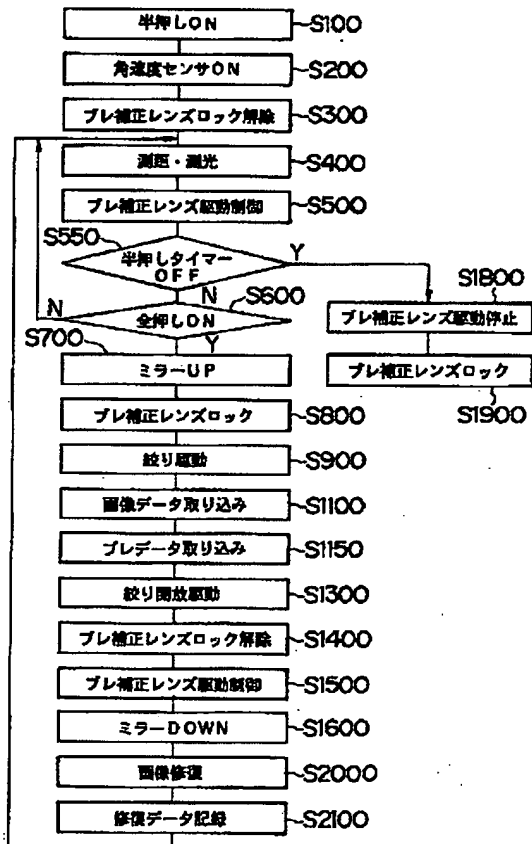 半押しON
S100
角速度センサON
S200
ブレ補正レンズロック解除
S300
測距・測光
S400
ブレ補正レンズ駆動制御
S500
S550
半押しタイマー
OFF
Y
N
S600
全押しON
N
Y
S1800
ブレ補正レンズ駆動停止
ブレ補正レンズロック
S1900
S700
ミラーUP
ブレ補正レンズロック
S800
絞り駆動
S900
画像データ取り込み
S1100
ブレデータ取り込み
S1150
絞り開放駆動
S1300
ブレ補正レンズロック解除
S1400
ブレ補正レンズ駆動制御
S1500
ミラーDOWN
S1600
画像修復
S2000
修復データ記録
S2100